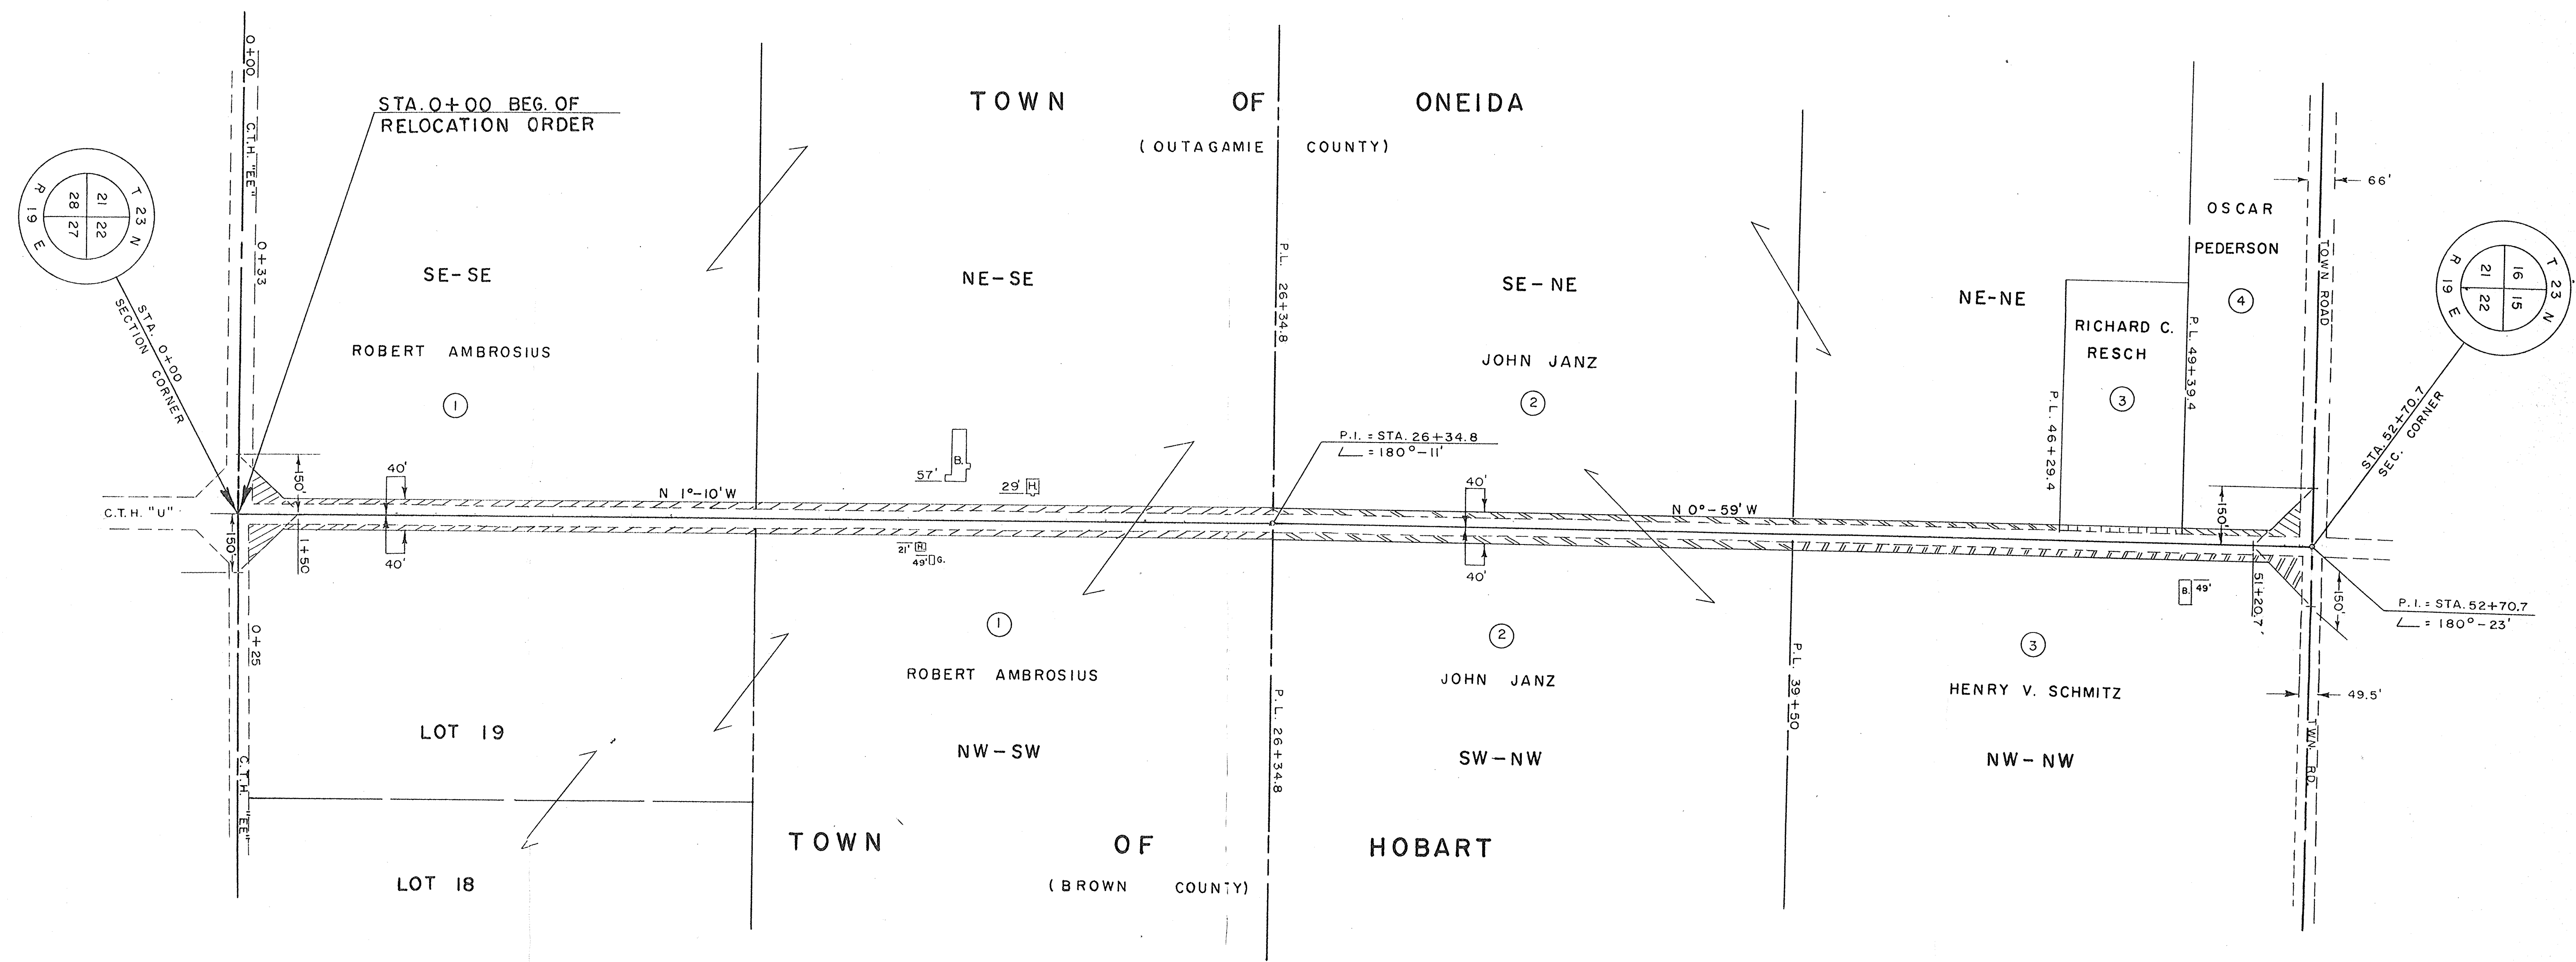 STA. 0+00 BEG. OF
RELOCATION ORDER
TOWN OF ONEIDA
( OUTAGAMIE COUNTY)
0+00
C.T.H. "EE"
0+33
T 23 N
R 19 E
21 22
28 27
STA. 0+00
SECTION CORNER
SE-SE
ROBERT AMBROSIUS
1
NE-SE
P.L. 26+34.8
SE-NE
JOHN JANZ
2
NE-NE
RICHARD C.
RESCH
3
P.L. 46+29.4
P.L. 49+39.4
OSCAR
PEDERSON
4
TOWN ROAD
66'
T 23 N
R 19 E
16 15
21 22
STA. 52+70.7
SEC. CORNER
C.T.H. "U"
150'
150'
1+50
40'
40'
N 1°-10' W
57'
B.
29'
H.
21'
H.
49'
G.
P.I. = STA. 26+34.8
= 180°-11'
40'
40'
N 0°-59' W
150'
51+20.7'
B.
49'
150'
P.I. = STA. 52+70.7
= 180°-23'
0+25
C.T.H. "EE"
LOT 19
LOT 18
1
ROBERT AMBROSIUS
NW-SW
P.L. 26+34.8
2
JOHN JANZ
SW-NW
P.L. 39+50
3
HENRY V. SCHMITZ
NW-NW
49.5'
TWN. RD.
TOWN OF HOBART
( BROWN COUNTY)